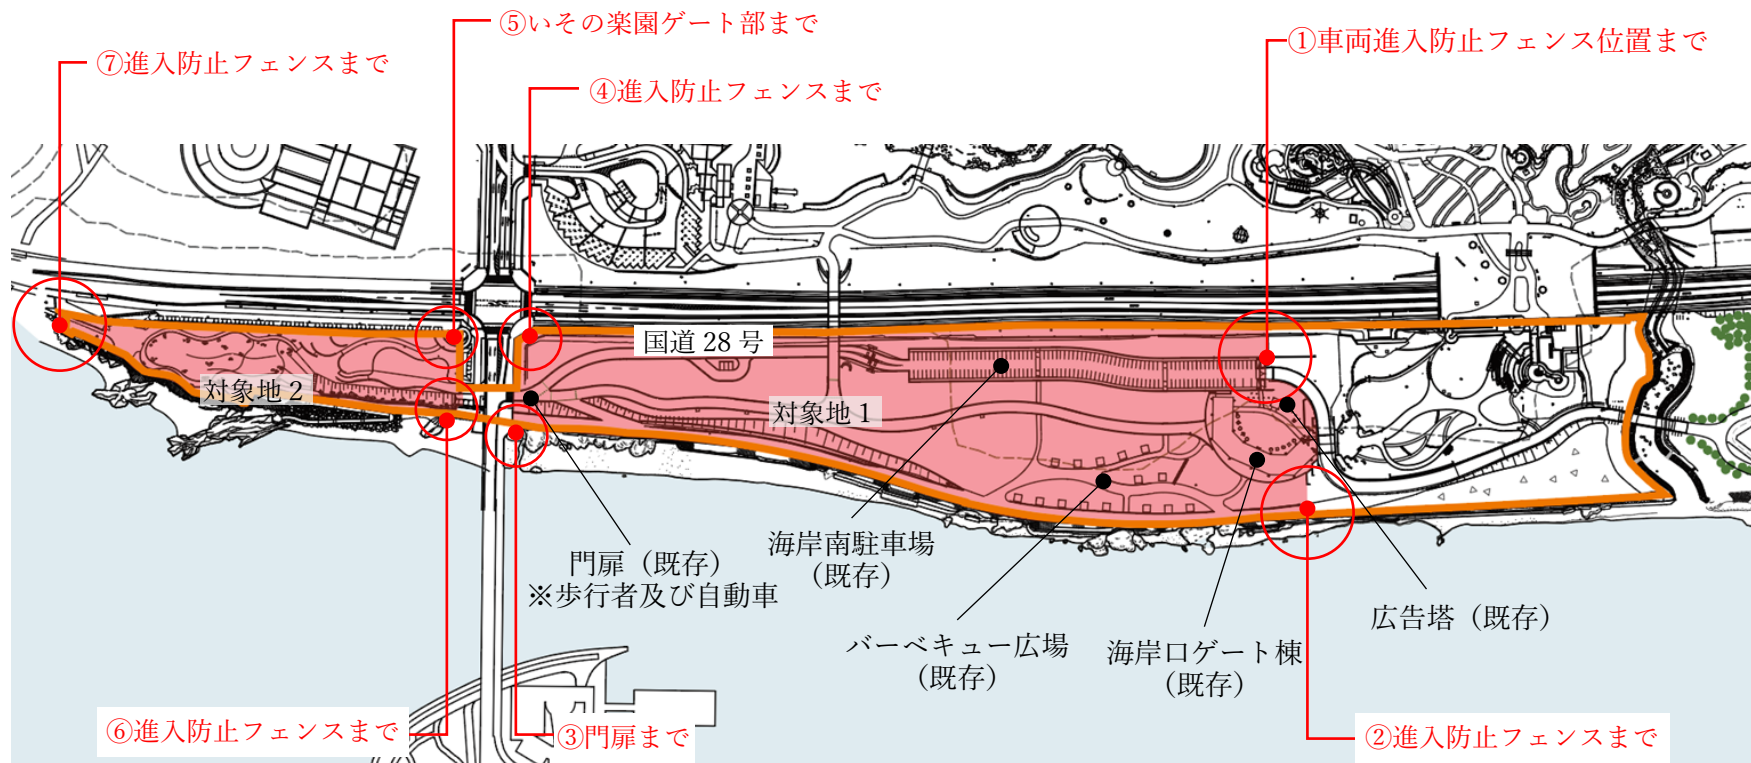 ⑤いその楽園ゲート部まで
①車両進入防止フェンス位置まで
⑦進入防止フェンスまで
④進入防止フェンスまで
国道 28 号
対象地 2
対象地 1
門扉（既存）
※歩行者及び自動車
海岸南駐車場
（既存）
バーベキュー広場
（既存）
海岸口ゲート棟
（既存）
広告塔（既存）
⑥進入防止フェンスまで
③門扉まで
②進入防止フェンスまで